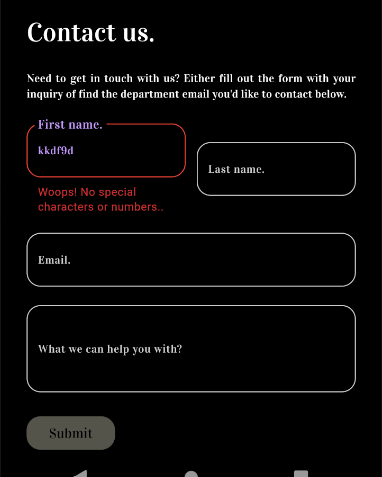 Contact us.
Need to get in touch with us? Either fill out the form with your
inquiry of find the department email you'd like to contact below.
First name.
kkdf9d
Last name.
Woops! No special
characters or numbers..
Email.
What we can help you with?
Submit